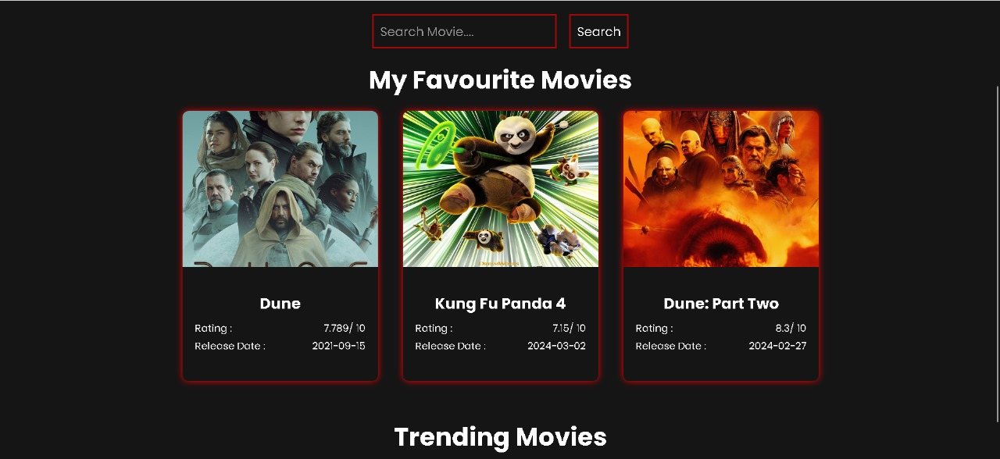 Search Movie....
Search
My Favourite Movies
DreamWorks
Dune
Kung Fu Panda 4
Dune: Part Two
Rating : 7.789/ 10
Rating : 7.15/ 10
Rating : 8.3/ 10
Release Date : 2021-09-15
Release Date : 2024-03-02
Release Date : 2024-02-27
Trending Movies